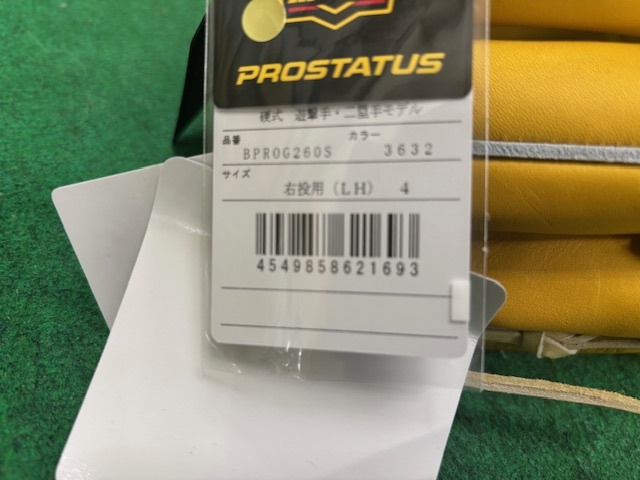 PROSTATUS
硬式 遊撃手・二塁手モデル
品番 カラー
BPROG260S 3632
サイズ
右投用(LH) 4
4549858621693